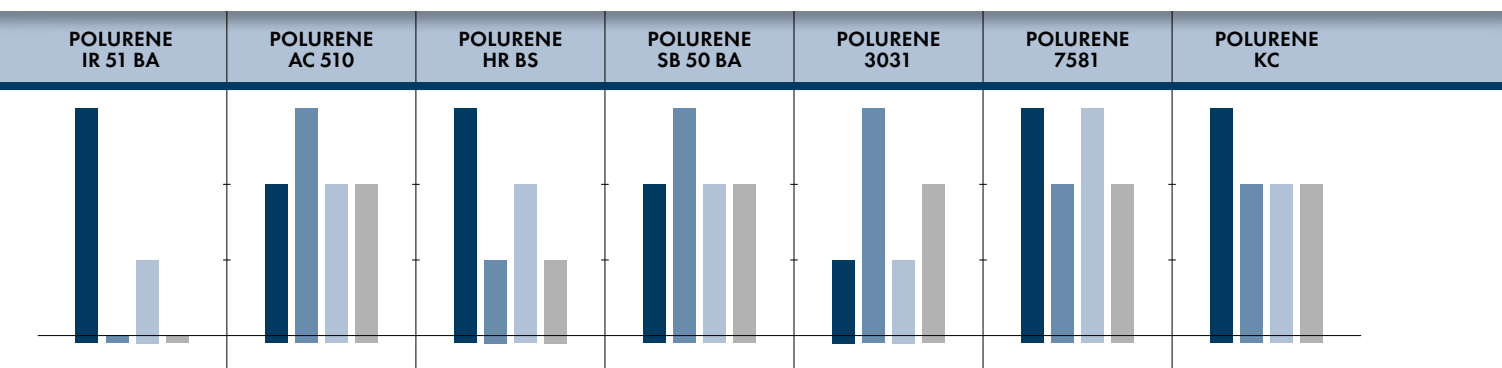 POLURENE
IR 51 BA
POLURENE
AC 510
POLURENE
HR BS
POLURENE
SB 50 BA
POLURENE
3031
POLURENE
7581
POLURENE
KC